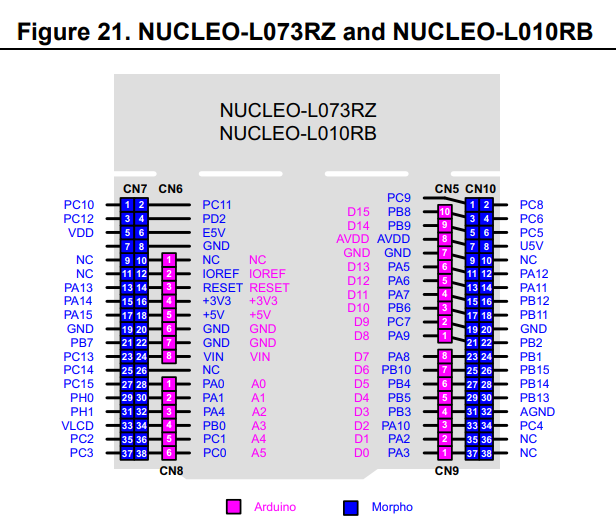 Figure 21. NUCLEO-L073RZ and NUCLEO-L010RB
NUCLEO-L073RZ
NUCLEO-L010RB
CN7 CN6 CN5 CN10
PC9
PC10 1 2 PC11 1 2 PC8
PC12 3 4 PD2 D15 PB8 10 3 4 PC6
VDD 5 6 E5V D14 PB9 9 5 6 PC5
7 8 GND AVDD AVDD 8 7 8 U5V
NC 9 10 1 NC NC GND GND 7 9 10 NC
NC 11 12 2 IOREF IOREF D13 PA5 6 11 12 PA12
PA13 13 14 3 RESET RESET D12 PA6 5 13 14 PA11
PA14 15 16 4 +3V3 +3V3 D11 PA7 4 15 16 PB12
PA15 17 18 5 +5V +5V D10 PB6 3 17 18 PB11
GND 19 20 6 GND GND D9 PC7 2 19 20 GND
PB7 21 22 7 GND GND D8 PA9 1 21 22 PB2
PC13 23 24 8 VIN VIN D7 PA8 8 23 24 PB1
PC14 25 26 NC D6 PB10 7 25 26 PB15
PC15 27 28 1 PA0 A0 D5 PB4 6 27 28 PB14
PH0 29 30 2 PA1 A1 D4 PB5 5 29 30 PB13
PH1 31 32 3 PA4 A2 D3 PB3 4 31 32 AGND
VLCD 33 34 4 PB0 A3 D2 PA10 3 33 34 PC4
PC2 35 36 5 PC1 A4 D1 PA2 2 35 36 NC
PC3 37 38 6 PC0 A5 D0 PA3 1 37 38 NC
CN8 CN9
Arduino Morpho